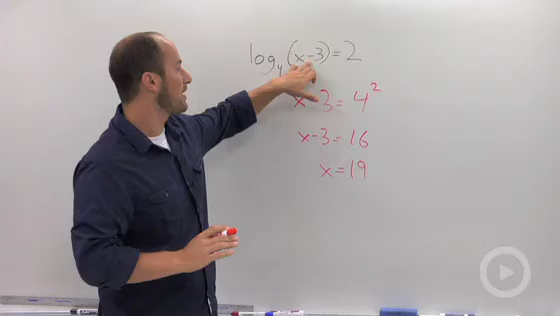 log₄(x-3)=2
x-3=4²
x-3=16
x=19